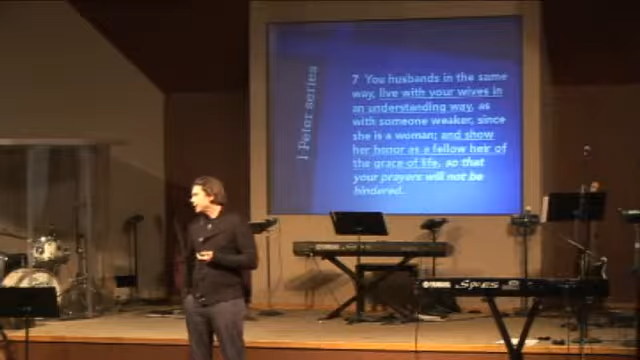 1 Peter series
7 You husbands in the same
way, live with your wives in
an understanding way, as
with someone weaker, since
she is a woman; and show
her honor as a fellow heir of
the grace of life, so that
your prayers will not be
hindered.
YAMAHA